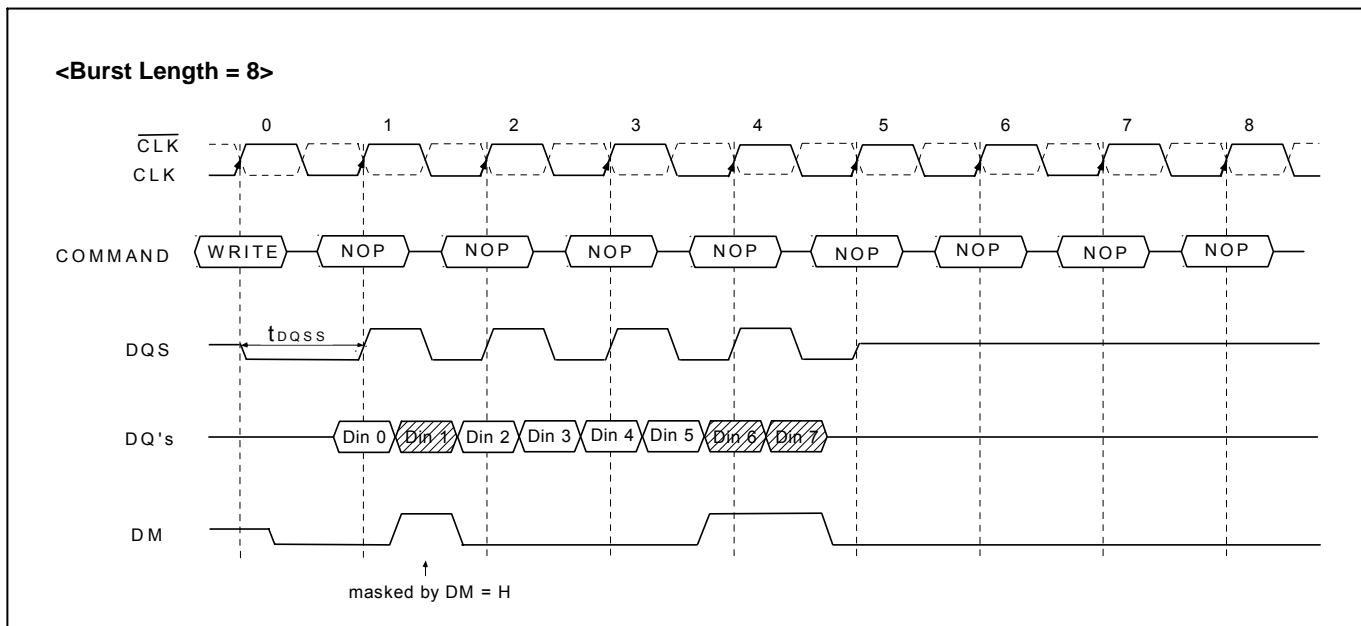 <Burst Length = 8>
0 1 2 3 4 5 6 7 8
CLK
CLK
COMMAND WRITE NOP NOP NOP NOP NOP NOP NOP NOP
tDQSS
DQS
DQ's Din 0 Din 1 Din 2 Din 3 Din 4 Din 5 Din 6 Din 7
DM
masked by DM = H